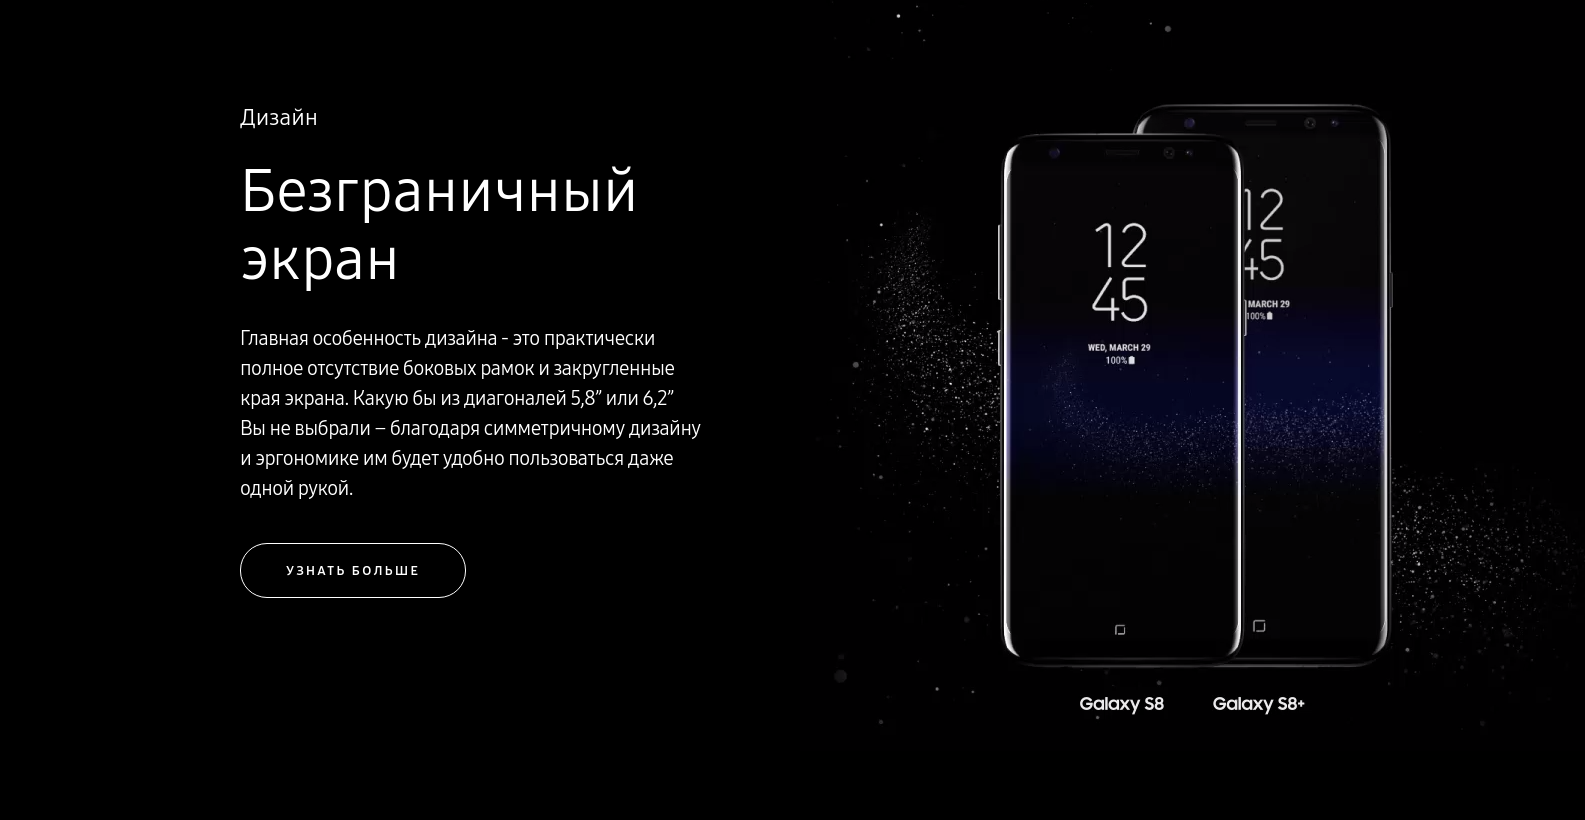 Дизайн
Безграничный
экран
Главная особенность дизайна - это практически
полное отсутствие боковых рамок и закругленные
края экрана. Какую бы из диагоналей 5,8” или 6,2”
Вы не выбрали – благодаря симметричному дизайну
и эргономике им будет удобно пользоваться даже
одной рукой.
УЗНАТЬ БОЛЬШЕ
12
45
WED, MARCH 29
100%
12
45
MARCH 29
100%
Galaxy S8
Galaxy S8+